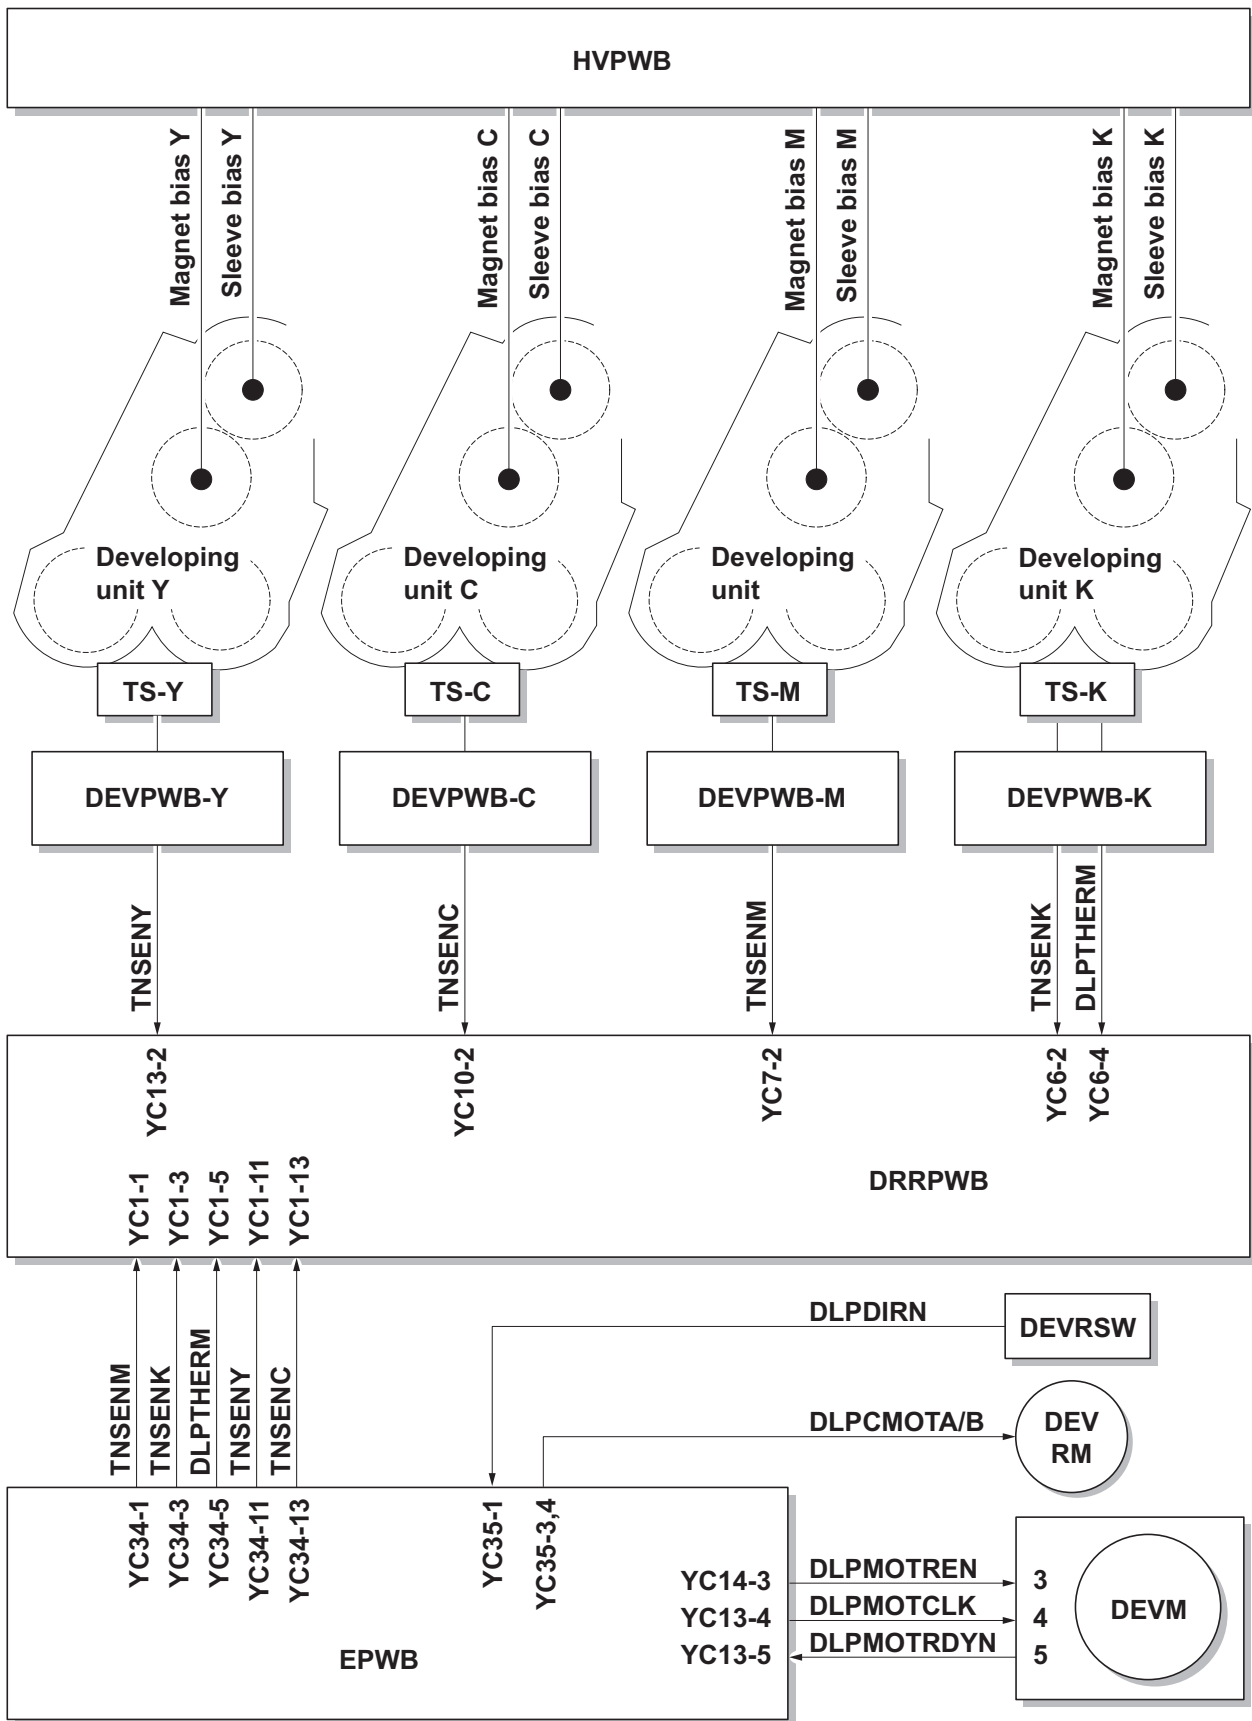 HVPWB
Magnet bias Y
Sleeve bias Y
Magnet bias C
Sleeve bias C
Magnet bias M
Sleeve bias M
Magnet bias K
Sleeve bias K
Developing
unit Y
Developing
unit C
Developing
unit
Developing
unit K
TS-Y
TS-C
TS-M
TS-K
DEVPWB-Y
DEVPWB-C
DEVPWB-M
DEVPWB-K
TNSENY
TNSENC
TNSENM
TNSENK
DLPTHERM
YC13-2
YC10-2
YC7-2
YC6-2
YC6-4
YC1-1
YC1-3
YC1-5
YC1-11
YC1-13
DRRPWB
TNSENM
TNSENK
DLPTHERM
TNSENY
TNSENC
DLPDIRN
DEVRSW
DLPCMOTA/B
DEV
RM
YC34-1
YC34-3
YC34-5
YC34-11
YC34-13
YC35-1
YC35-3,4
YC14-3
DLPMOTREN
3
YC13-4
DLPMOTCLK
4
YC13-5
DLPMOTRDYN
5
DEVM
EPWB